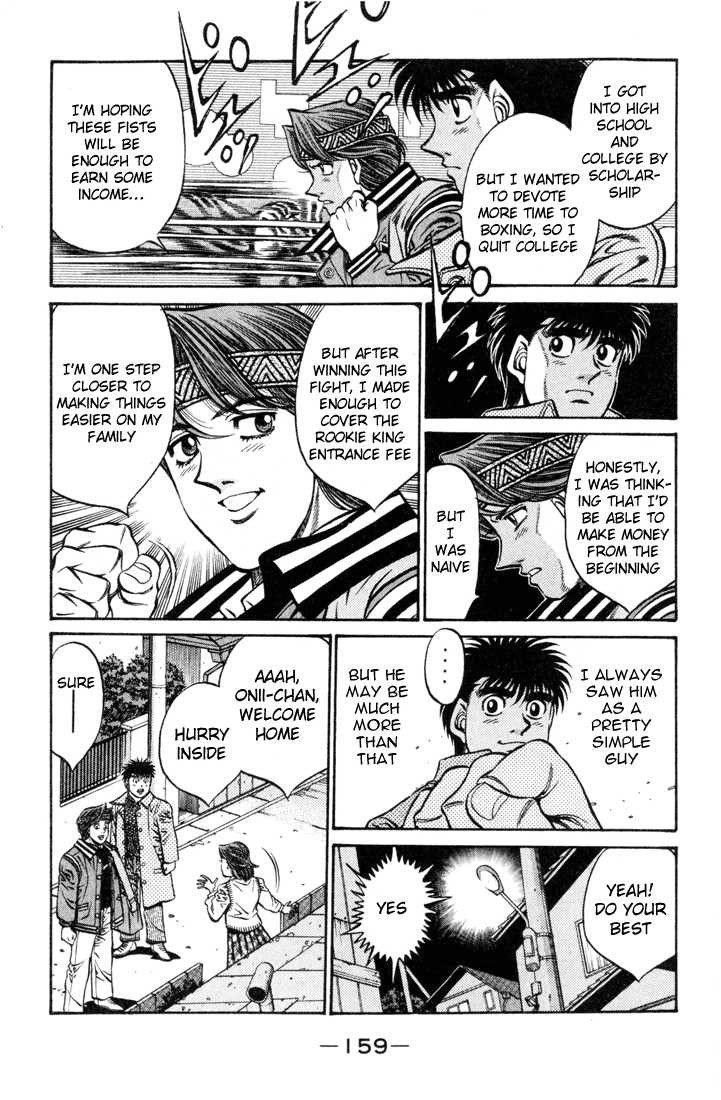 I GOT
INTO HIGH
SCHOOL
AND
COLLEGE BY
SCHOLAR-
SHIP
BUT I WANTED
TO DEVOTE
MORE TIME TO
BOXING, SO I
QUIT COLLEGE
I'M HOPING
THESE FISTS
WILL BE
ENOUGH TO
EARN SOME
INCOME...
HONESTLY,
I WAS THINK-
ING THAT I'D
BE ABLE TO
MAKE MONEY
FROM THE
BEGINNING
BUT
I
WAS
NAIVE
BUT AFTER
WINNING THIS
FIGHT, I MADE
ENOUGH TO
COVER THE
ROOKIE KING
ENTRANCE FEE
I'M ONE STEP
CLOSER TO
MAKING THINGS
EASIER ON MY
FAMILY
I ALWAYS
SAW HIM
AS A
PRETTY
SIMPLE
GUY
....
BUT HE
MAY BE
MUCH
MORE
THAN
THAT
AAAH,
ONII-CHAN,
WELCOME
HOME
HURRY
INSIDE
SURE
—
YEAH!
DO YOUR
BEST
YES
—159—